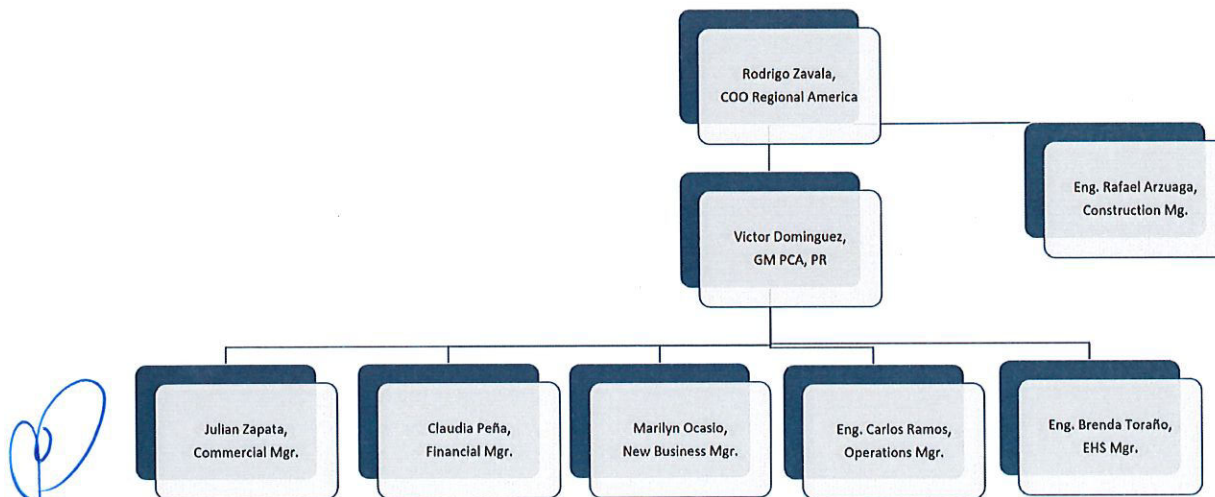 Rodrigo Zavala,
COO Regional America
Eng. Rafael Arzuaga,
Construction Mg.
Victor Dominguez,
GM PCA, PR
Julian Zapata,
Commercial Mgr.
Claudia Peña,
Financial Mgr.
Marilyn Ocasio,
New Business Mgr.
Eng. Carlos Ramos,
Operations Mgr.
Eng. Brenda Toraño,
EHS Mgr.